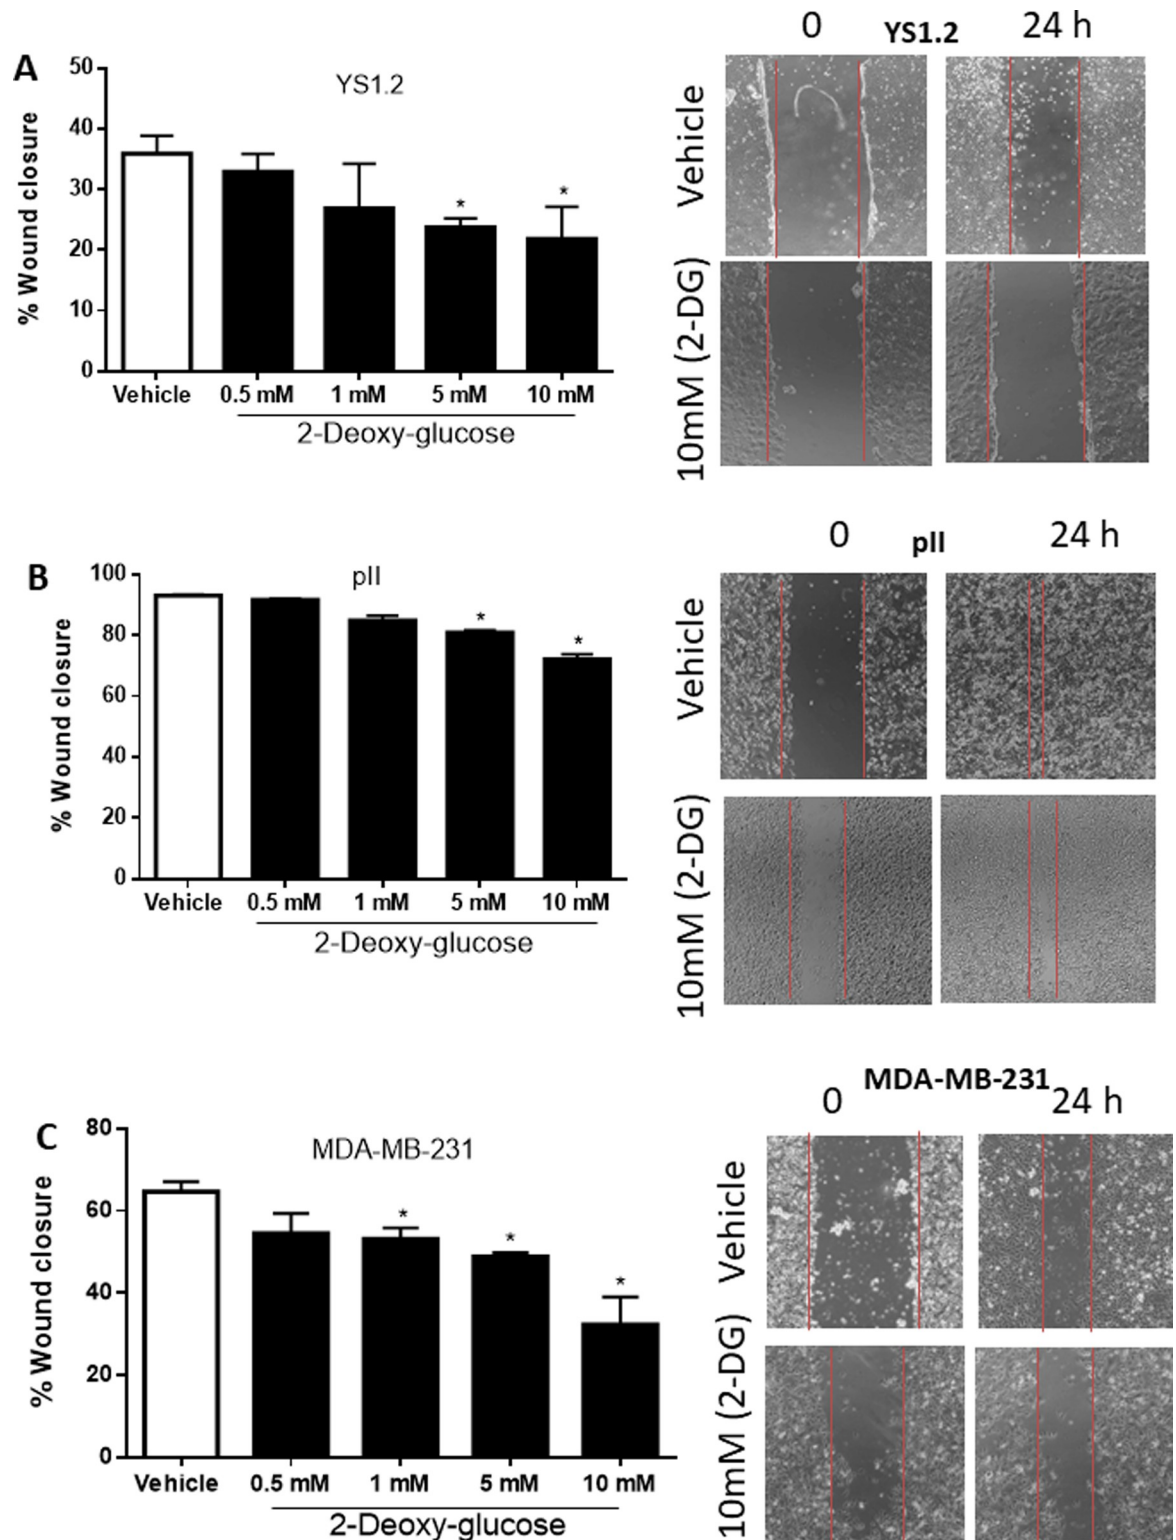 A
YS1.2
% Wound closure
50
40
30
20
10
0
* *
Vehicle 0.5 mM 1 mM 5 mM 10 mM
2-Deoxy-glucose
0 YS1.2 24 h
Vehicle
10mM (2-DG)
B
pII
% Wound closure
100
80
60
40
20
0
* *
Vehicle 0.5 mM 1 mM 5 mM 10 mM
2-Deoxy-glucose
0 pII 24 h
Vehicle
10mM (2-DG)
C
MDA-MB-231
% Wound closure
80
60
40
20
0
* * *
Vehicle 0.5 mM 1 mM 5 mM 10 mM
2-Deoxy-glucose
MDA-MB-231
0 24 h
Vehicle
10mM (2-DG)